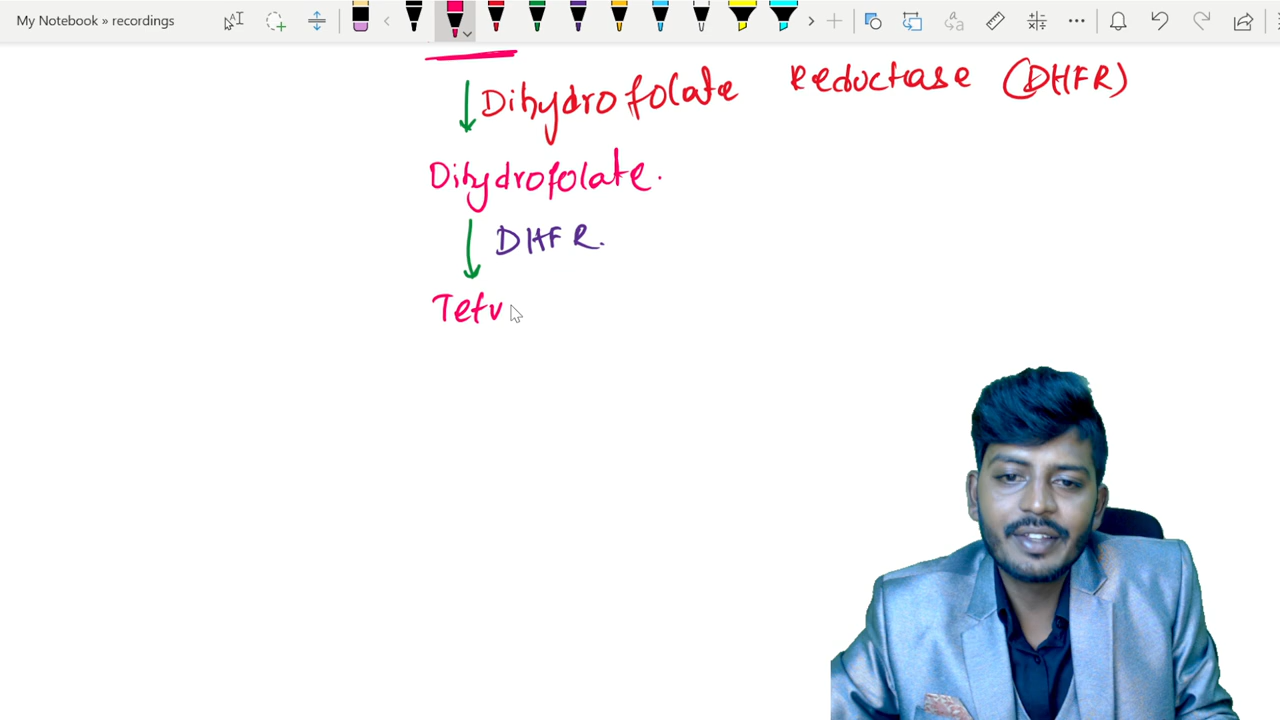 My Notebook » recordings
Dihydrofolate Reductase (DHFR)
Dihydrofolate.
DHFR.
Tetr